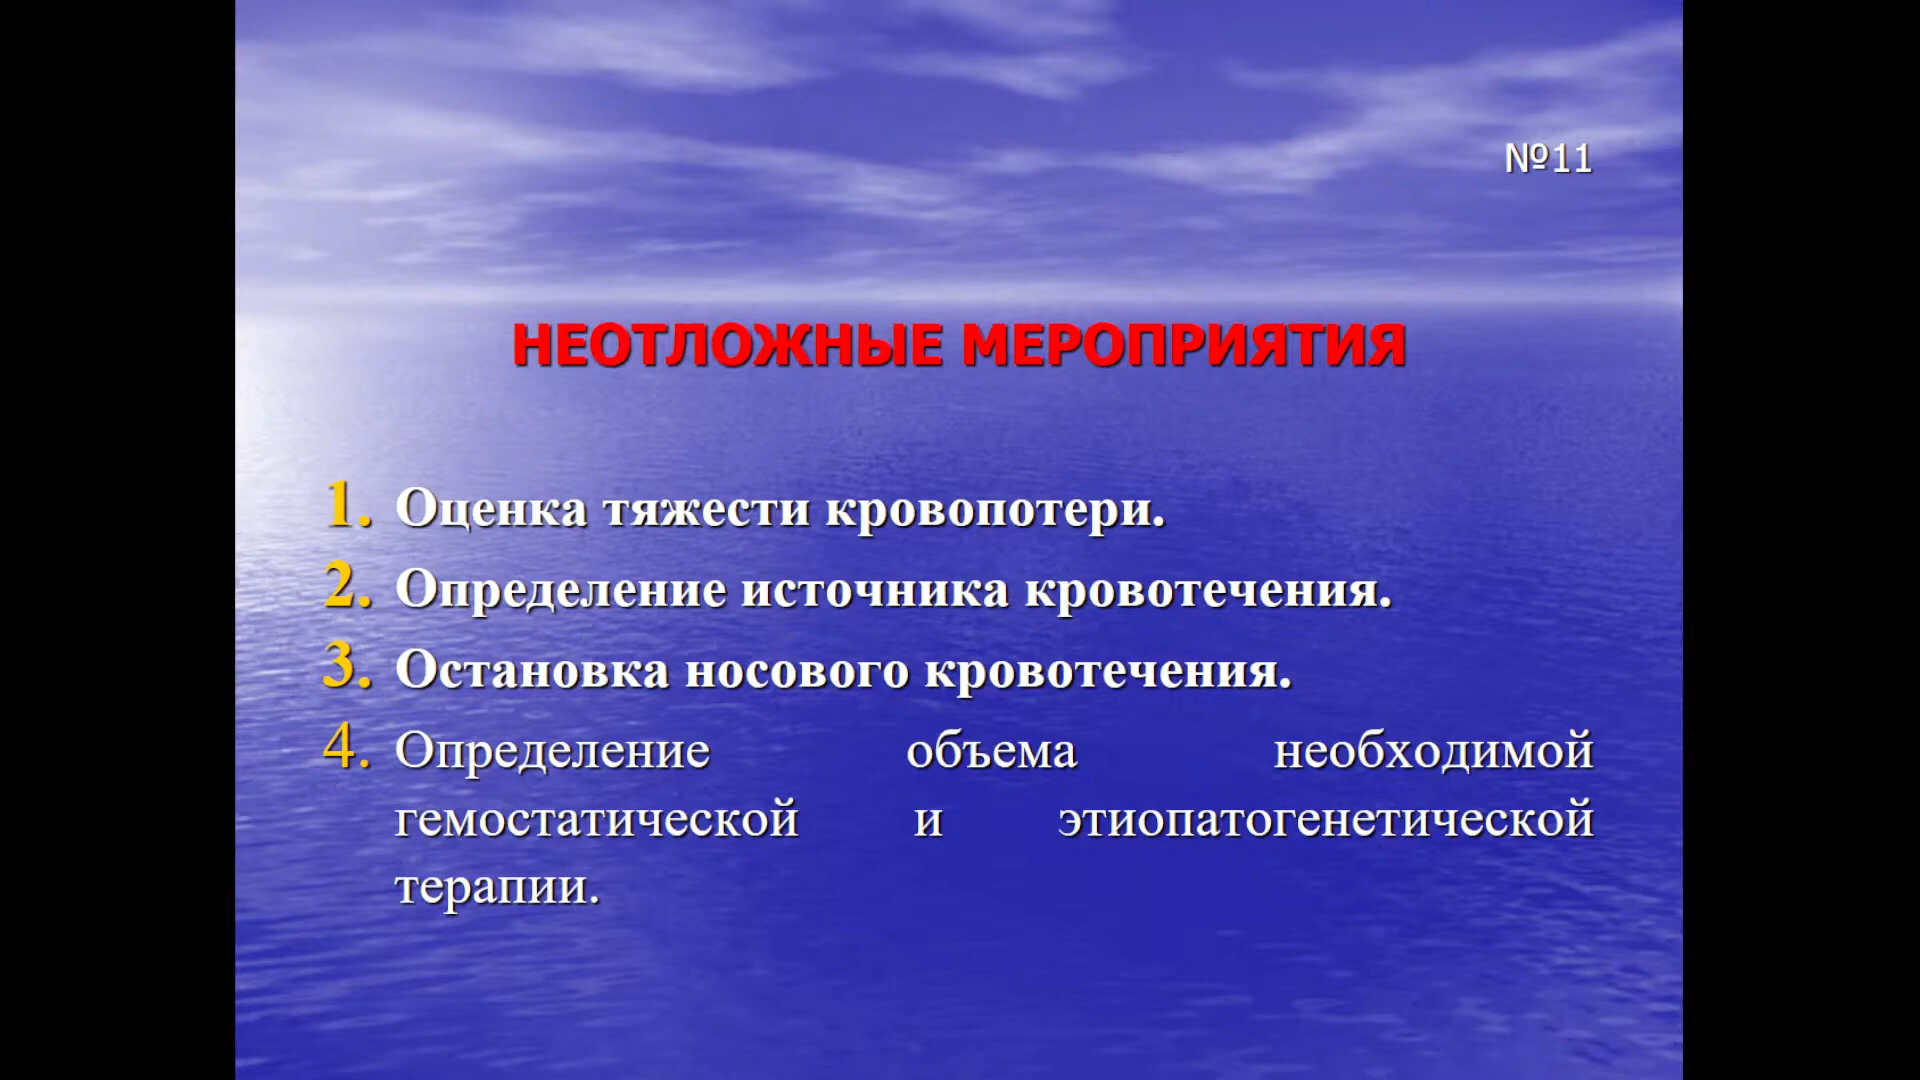 №11
НЕОТЛОЖНЫЕ МЕРОПРИЯТИЯ
1. Оценка тяжести кровопотери.
2. Определение источника кровотечения.
3. Остановка носового кровотечения.
4. Определение объема необходимой
гемостатической и этиопатогенетической
терапии.